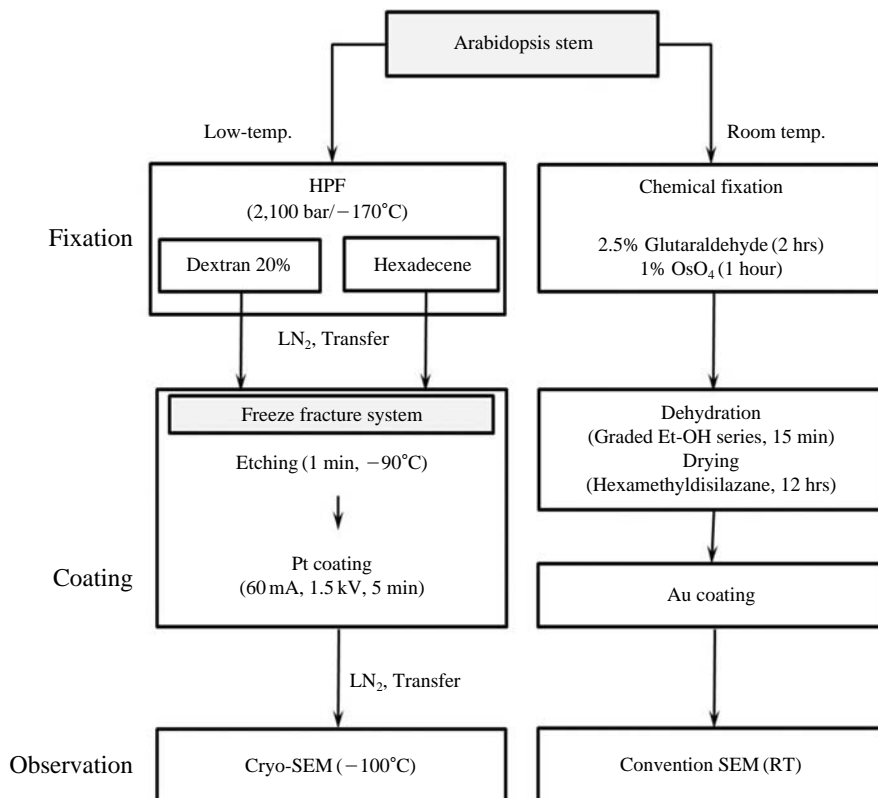 Arabidopsis stem
Low-temp.
Room temp.
Fixation
HPF
(2,100 bar/−170°C)
Dextran 20%
Hexadecene
Chemical fixation
2.5% Glutaraldehyde (2 hrs)
1% OsO₄ (1 hour)
LN₂, Transfer
Freeze fracture system
Etching (1 min, −90°C)
Dehydration
(Graded Et-OH series, 15 min)
Drying
(Hexamethyldisilazane, 12 hrs)
Coating
Pt coating
(60 mA, 1.5 kV, 5 min)
Au coating
LN₂, Transfer
Observation
Cryo-SEM (−100°C)
Convention SEM (RT)